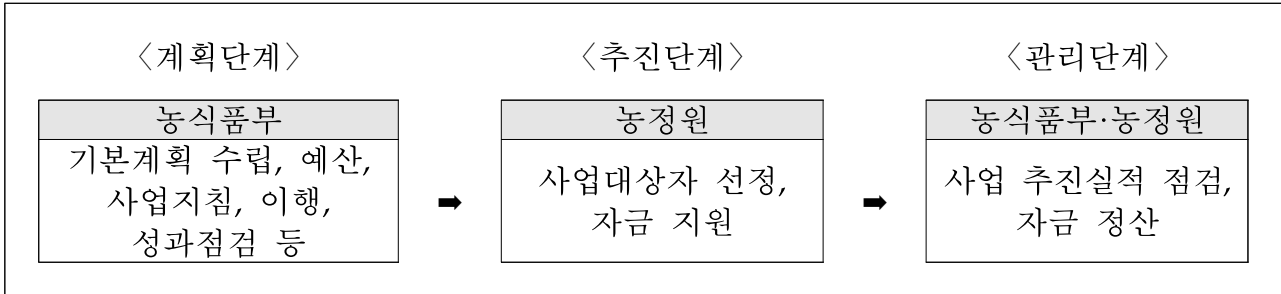 〈계획단계〉
농식품부
기본계획 수립, 예산,
사업지침, 이행,
성과점검 등
➡
〈추진단계〉
농정원
사업대상자 선정,
자금 지원
➡
〈관리단계〉
농식품부·농정원
사업 추진실적 점검,
자금 정산